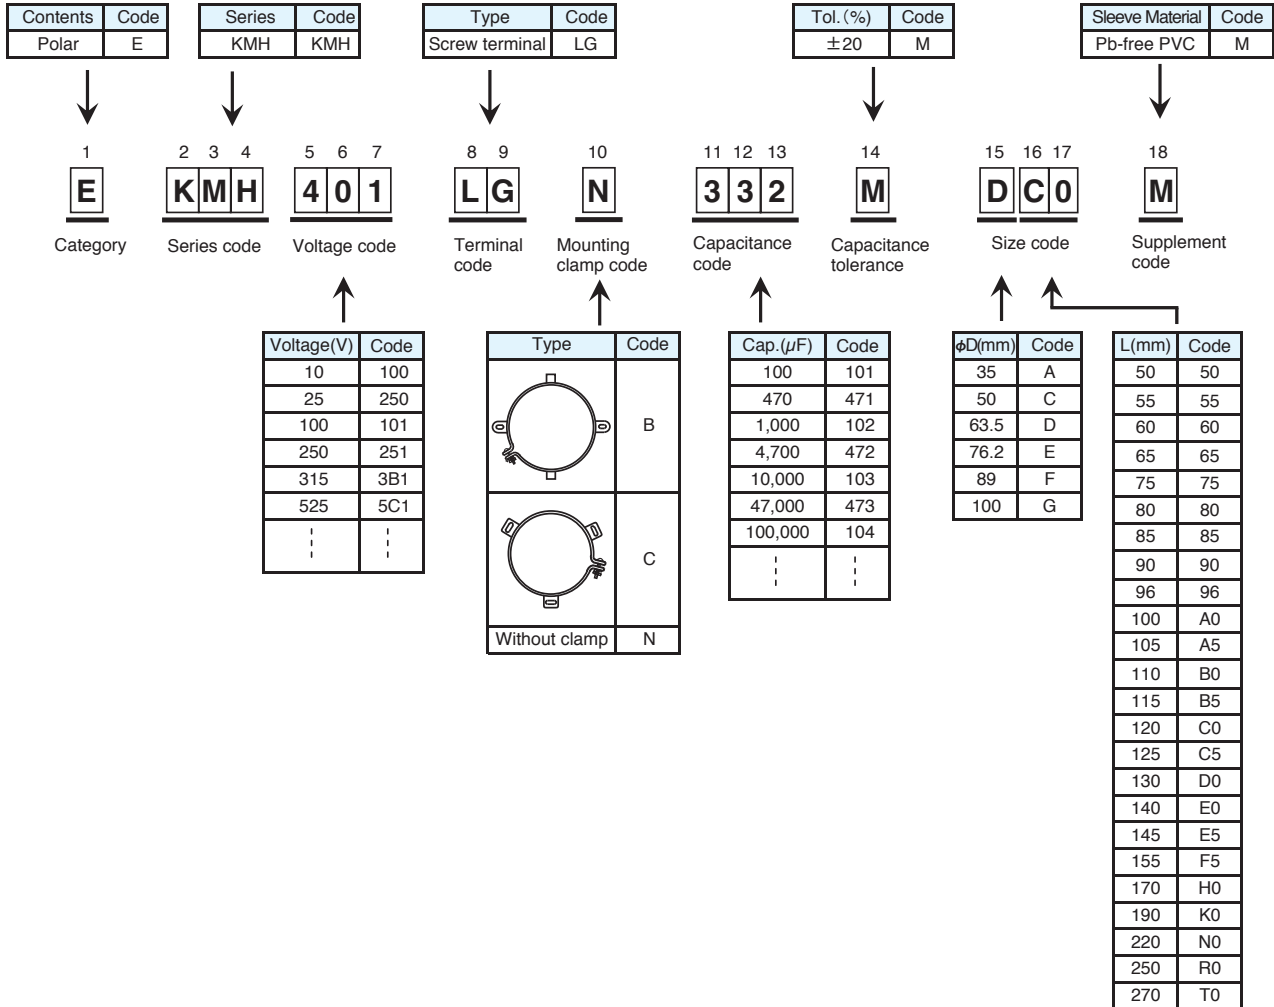 Contents Code
Polar E
Series Code
KMH KMH
Type Code
Screw terminal LG
Tol.(%) Code
±20 M
Sleeve Material Code
Pb-free PVC M
1 2 3 4 5 6 7 8 9 10 11 12 13 14 15 16 17 18
E K M H 4 0 1 L G N 3 3 2 M D C 0 M
Category
Series code
Voltage code
Terminal
code
Mounting
clamp code
Capacitance
code
Capacitance
tolerance
Size code
Supplement
code
Voltage(V) Code
10 100
25 250
100 101
250 251
315 3B1
525 5C1
Type Code
B
C
Without clamp N
Cap.(μF) Code
100 101
470 471
1,000 102
4,700 472
10,000 103
47,000 473
100,000 104
ϕD(mm) Code
35 A
50 C
63.5 D
76.2 E
89 F
100 G
L(mm) Code
50 50
55 55
60 60
65 65
75 75
80 80
85 85
90 90
96 96
100 A0
105 A5
110 B0
115 B5
120 C0
125 C5
130 D0
140 E0
145 E5
155 F5
170 H0
190 K0
220 N0
250 R0
270 T0